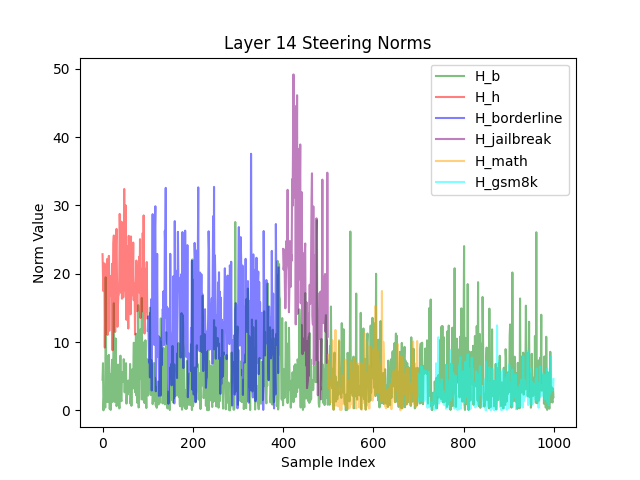 Layer 14 Steering Norms
Norm Value
50
40
30
20
10
0
H_b
H_h
H_borderline
H_jailbreak
H_math
H_gsm8k
0
200
400
600
800
1000
Sample Index